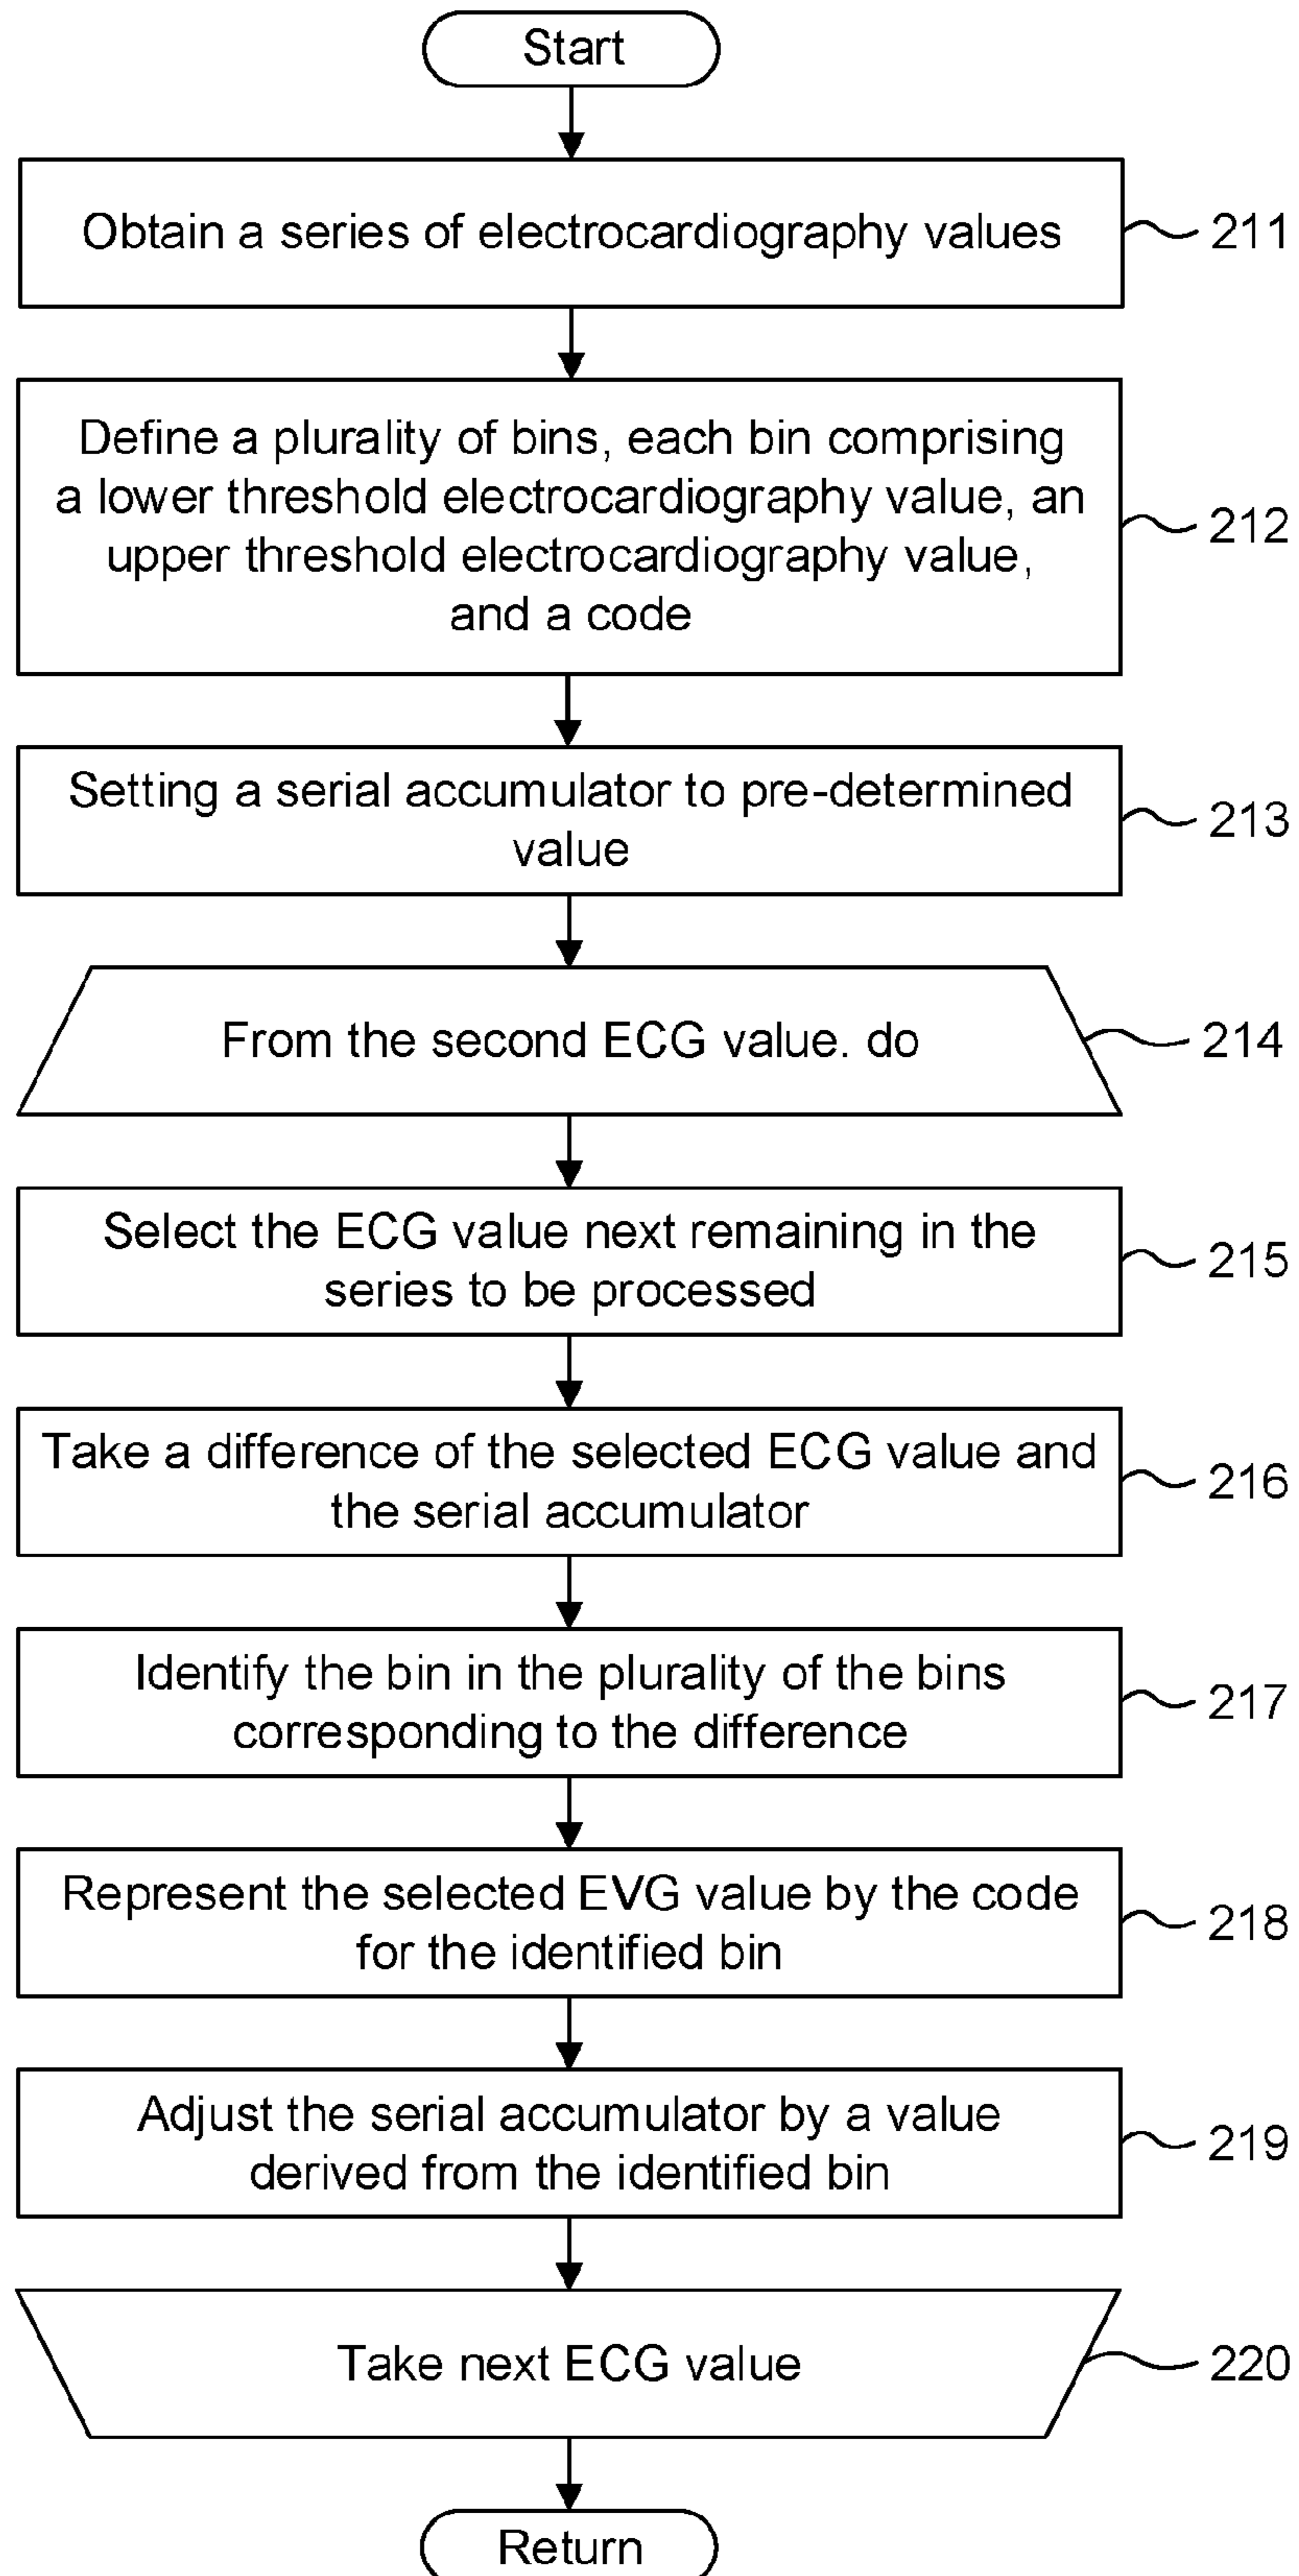 Start
Obtain a series of electrocardiography values
211
Define a plurality of bins, each bin comprising
a lower threshold electrocardiography value, an
upper threshold electrocardiography value,
and a code
212
Setting a serial accumulator to pre-determined
value
213
From the second ECG value. do
214
Select the ECG value next remaining in the
series to be processed
215
Take a difference of the selected ECG value and
the serial accumulator
216
Identify the bin in the plurality of the bins
corresponding to the difference
217
Represent the selected EVG value by the code
for the identified bin
218
Adjust the serial accumulator by a value
derived from the identified bin
219
Take next ECG value
220
Return